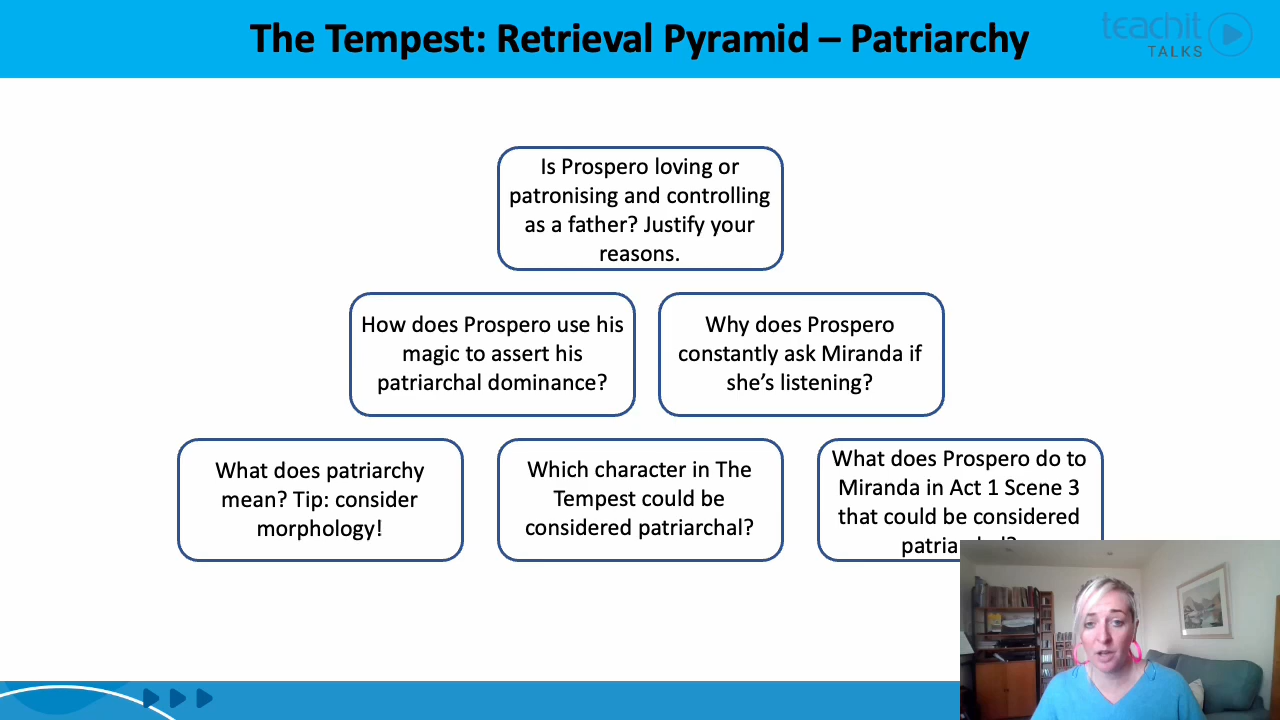 The Tempest: Retrieval Pyramid – Patriarchy
teachit
TALKS
Is Prospero loving or
patronising and controlling
as a father? Justify your
reasons.
How does Prospero use his
magic to assert his
patriarchal dominance?
Why does Prospero
constantly ask Miranda if
she’s listening?
What does patriarchy
mean? Tip: consider
morphology!
Which character in The
Tempest could be
considered patriarchal?
What does Prospero do to
Miranda in Act 1 Scene 3
that could be considered